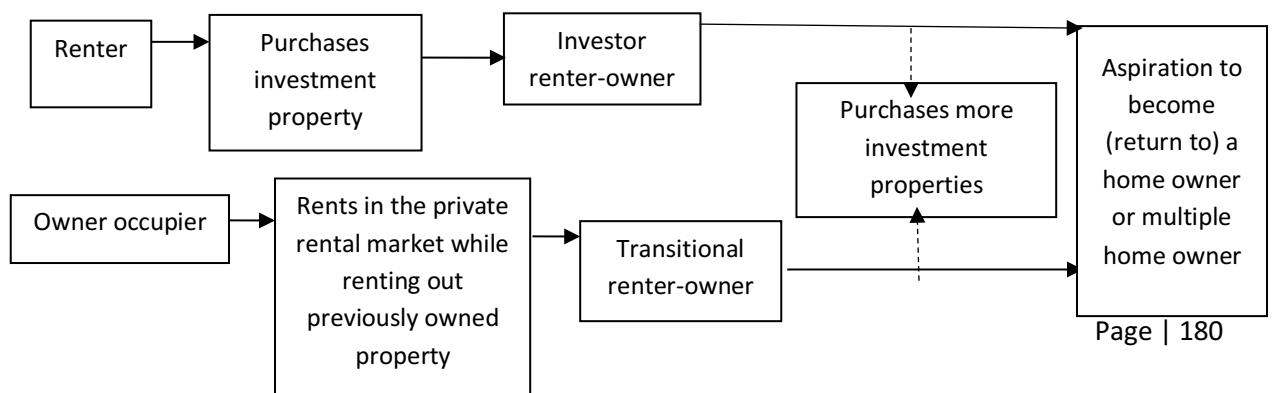 Renter
Purchases
investment
property
Investor
renter-owner
Purchases more
investment
properties
Aspiration to
become
(return to) a
home owner
or multiple
home owner
Owner occupier
Rents in the private
rental market while
renting out
previously owned
property
Transitional
renter-owner
Page | 180